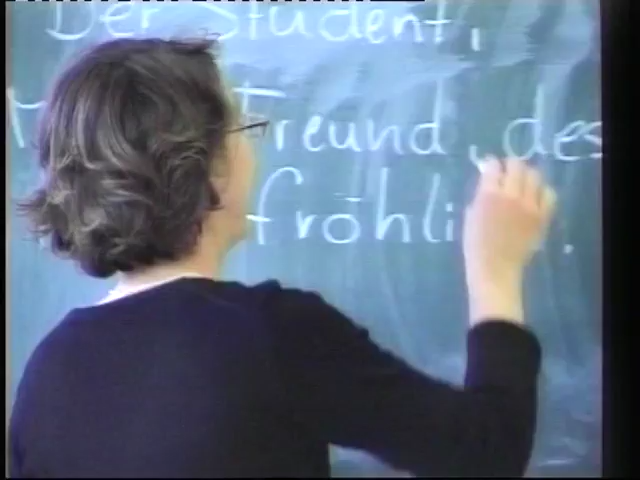 Der Student,
Freund, des
fröhli